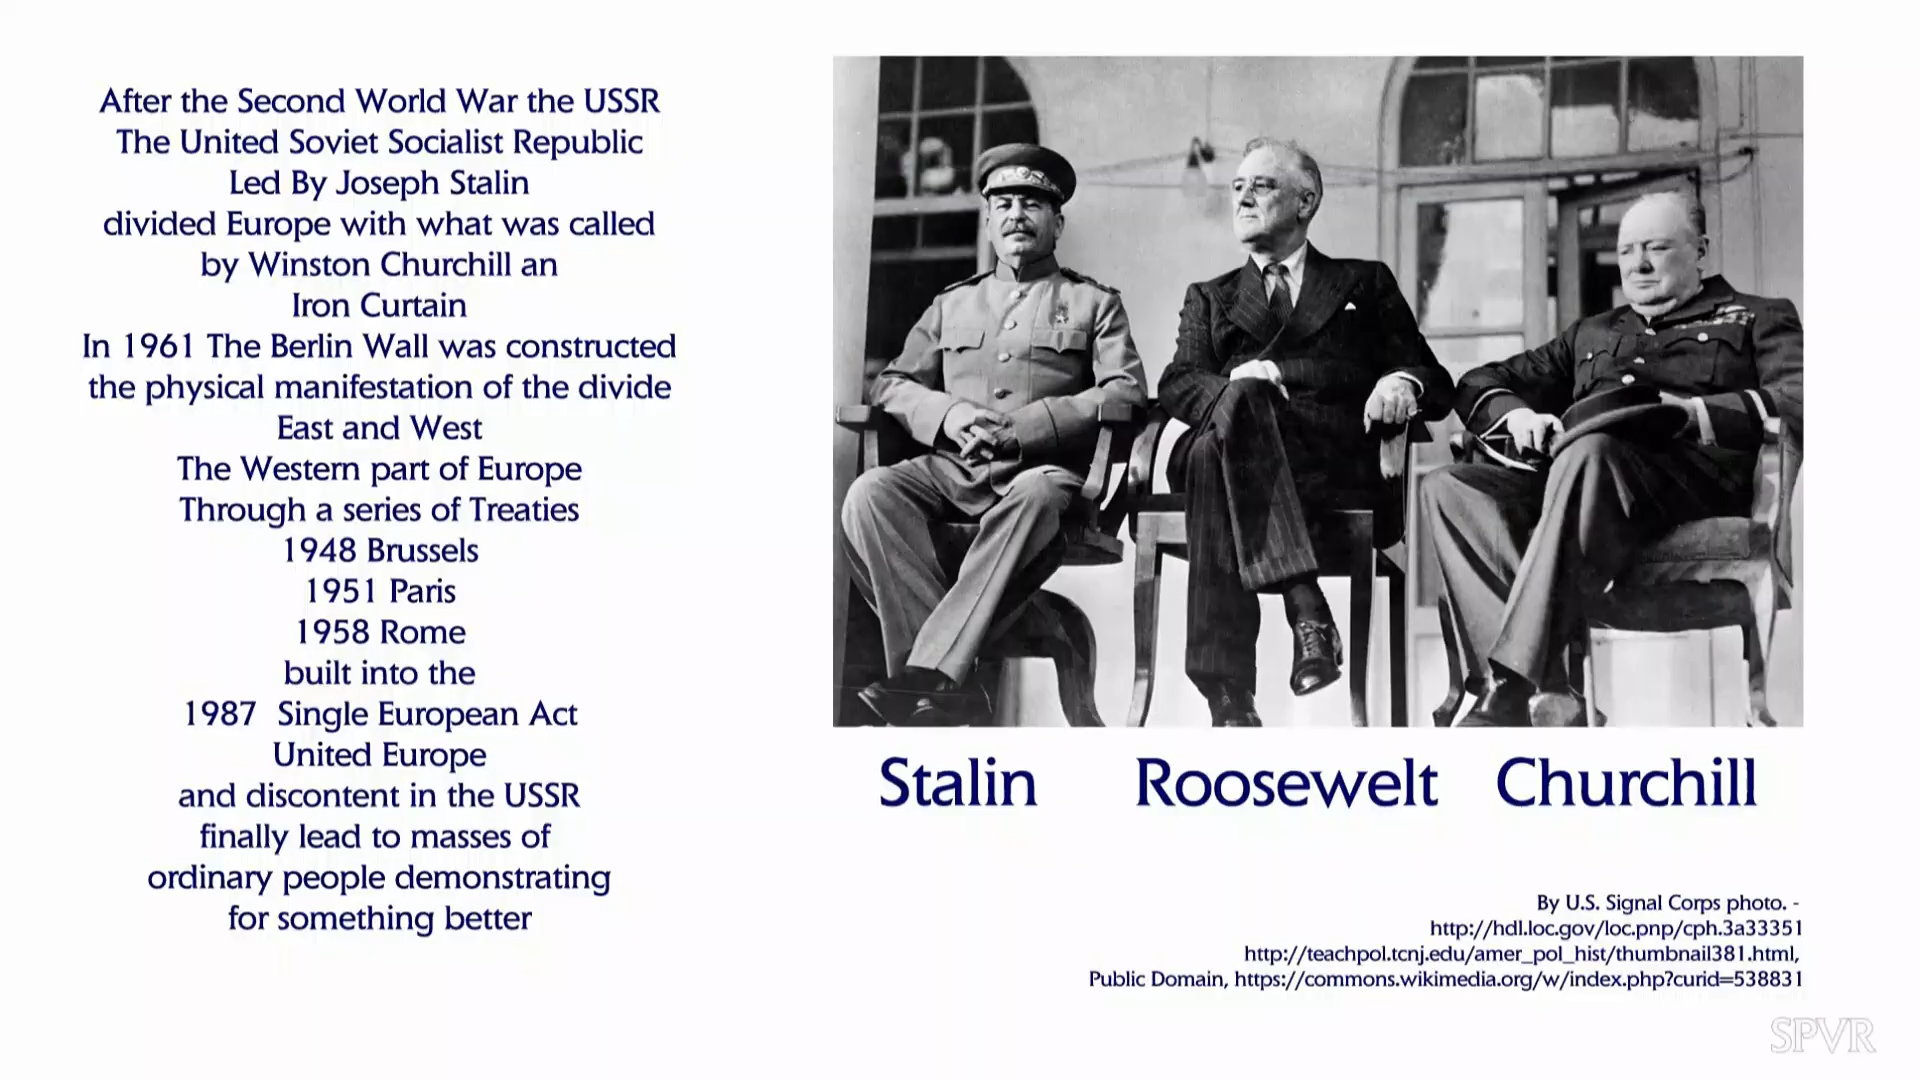 After the Second World War the USSR
The United Soviet Socialist Republic
Led By Joseph Stalin
divided Europe with what was called
by Winston Churchill an
Iron Curtain
In 1961 The Berlin Wall was constructed
the physical manifestation of the divide
East and West
The Western part of Europe
Through a series of Treaties
1948 Brussels
1951 Paris
1958 Rome
built into the
1987 Single European Act
United Europe
and discontent in the USSR
finally lead to masses of
ordinary people demonstrating
for something better
Stalin Roosewelt Churchill
By U.S. Signal Corps photo. -
http://hdl.loc.gov/loc.pnp/cph.3a33351
http://teachpol.tcnj.edu/amer_pol_hist/thumbnail381.html,
Public Domain, https://commons.wikimedia.org/w/index.php?curid=538831
SPVR